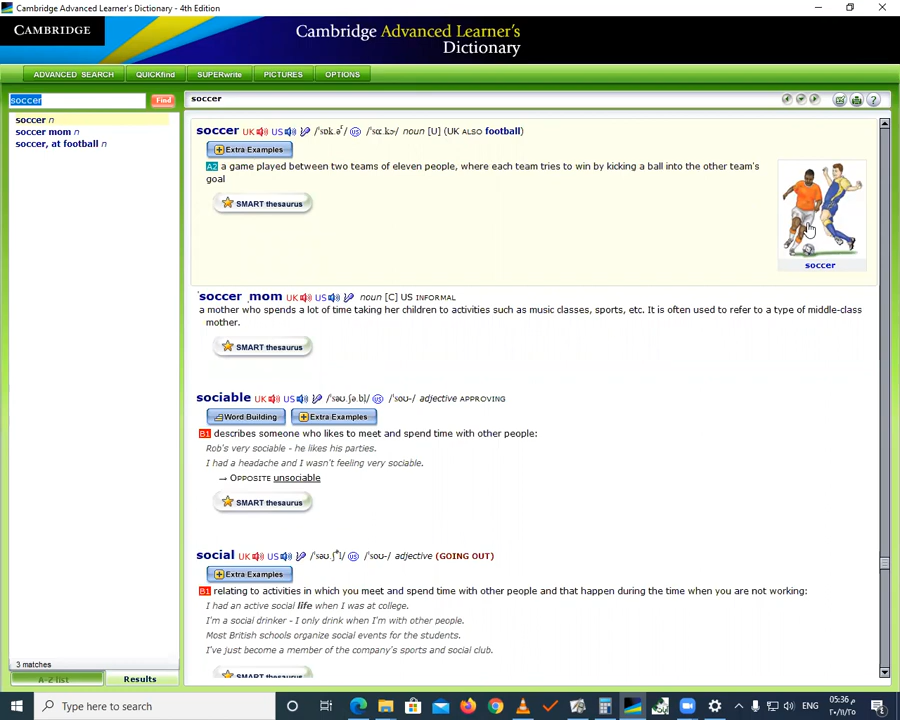 Cambridge Advanced Learner's Dictionary - 4th Edition
CAMBRIDGE
Cambridge Advanced Learner's
Dictionary
ADVANCED SEARCH QUICKfind SUPERwrite PICTURES OPTIONS
soccer Find
soccer
soccer n
soccer mom n
soccer, at football n
soccer UK US /ˈsɒk.əʳ/ US /ˈsɑː.kɚ/ noun [U] (UK ALSO football)
Extra Examples
A2 a game played between two teams of eleven people, where each team tries to win by kicking a ball into the other team's
goal
SMART thesaurus
soccer
ˈsoccer ˌmom UK US noun [C] US INFORMAL
a mother who spends a lot of time taking her children to activities such as music classes, sports, etc. It is often used to refer to a type of middle-class
mother.
SMART thesaurus
sociable UK US /ˈsəʊ.ʃə.bl̩/ US /ˈsoʊ-/ adjective APPROVING
Word Building Extra Examples
B1 describes someone who likes to meet and spend time with other people:
Rob's very sociable - he likes his parties.
I had a headache and I wasn't feeling very sociable.
→ OPPOSITE unsociable
SMART thesaurus
social UK US /ˈsəʊ.ʃᵊl/ US /ˈsoʊ-/ adjective (GOING OUT)
Extra Examples
B1 relating to activities in which you meet and spend time with other people and that happen during the time when you are not working:
I had an active social life when I was at college.
I'm a social drinker - I only drink when I'm with other people.
Most British schools organize social events for the students.
I've just become a member of the company's sports and social club.
SMART thesaurus
3 matches
A-Z list Results
Type here to search
ENG